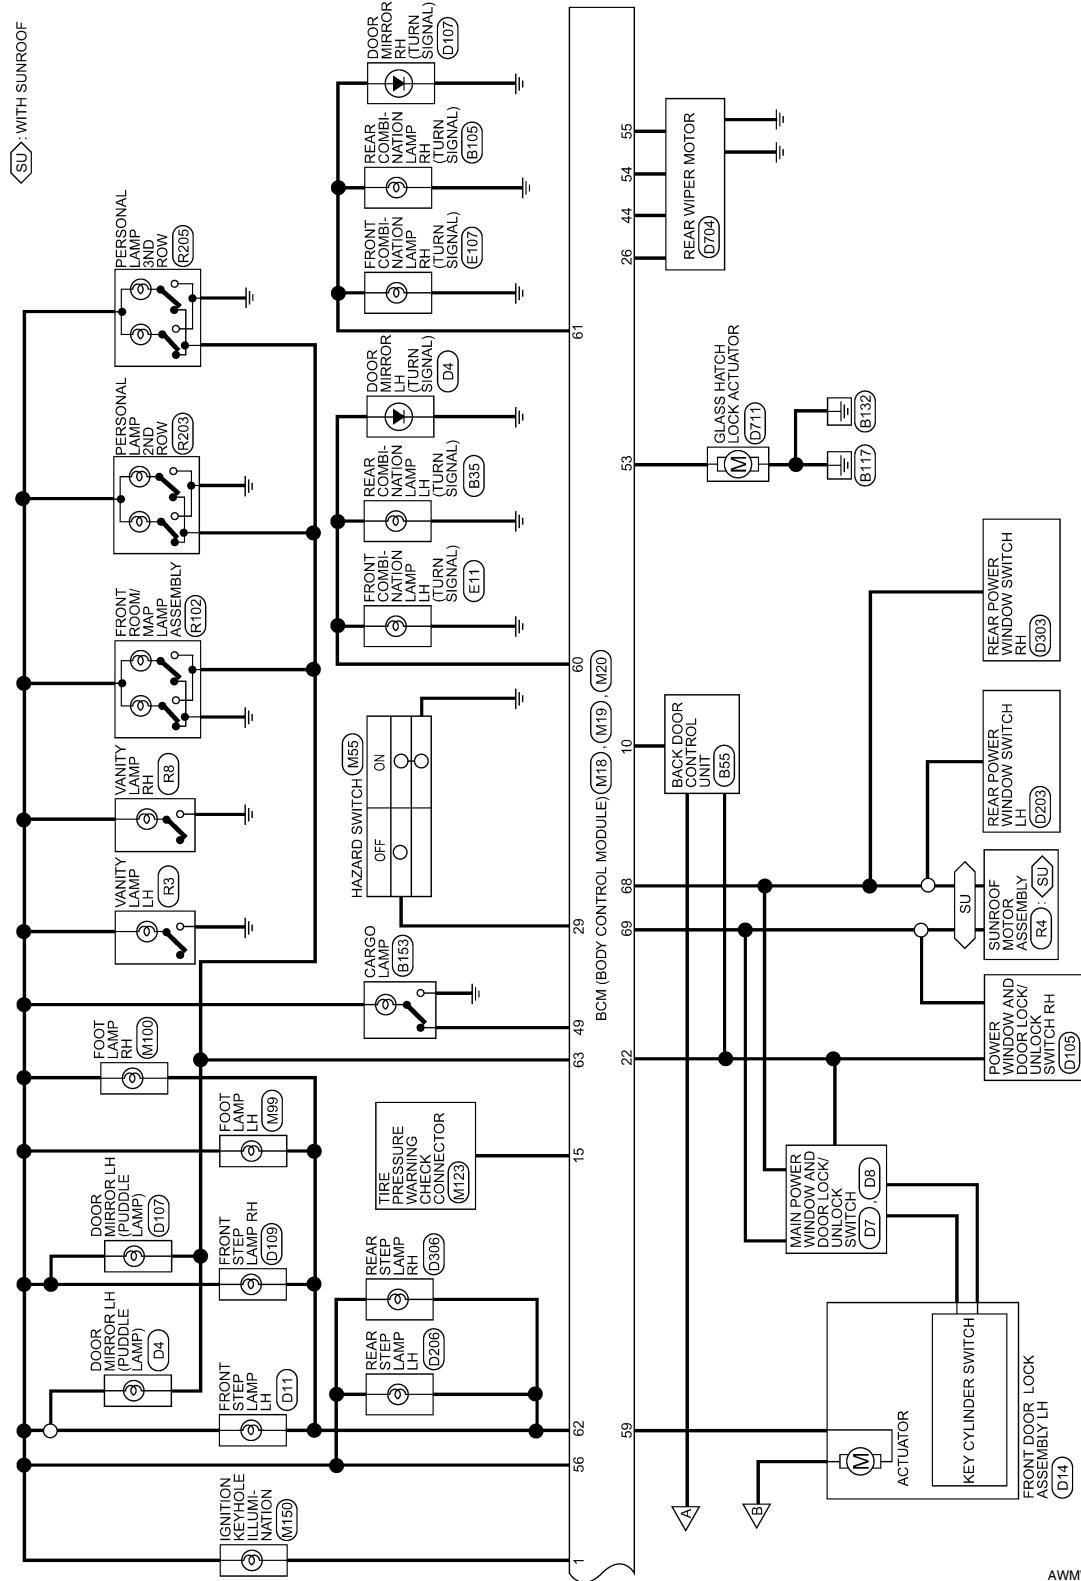 SU : WITH SUNROOF
IGNITION
KEYHOLE
ILLUMI-
NATION
M150
DOOR
MIRROR LH
(PUDDLE
LAMP)
D4
DOOR
MIRROR LH
(PUDDLE
LAMP)
D107
FOOT
LAMP
RH
M100
FRONT
STEP
LAMP
LH
D11
FRONT
STEP
LAMP RH
D109
FOOT
LAMP
LH
M99
VANITY
LAMP
LH
R3
VANITY
LAMP
RH
R8
FRONT
ROOM/
MAP
LAMP
ASSEMBLY
R102
PERSONAL
LAMP
2ND
ROW
R203
PERSONAL
LAMP
3ND
ROW
R205
REAR
STEP
LAMP
LH
D206
REAR
STEP
LAMP
RH
D306
TIRE
PRESSURE
WARNING
CHECK
CONNECTOR
M123
CARGO
LAMP
B153
HAZARD SWITCH M55
OFF
ON
FRONT
COMBI-
NATION
LAMP
LH
(TURN
SIGNAL)
E11
REAR
COMBI-
NATION
LAMP
LH
(TURN
SIGNAL)
B35
DOOR
MIRROR
LH
(TURN
SIGNAL)
D4
FRONT
COMBI-
NATION
LAMP
RH
(TURN
SIGNAL)
E107
REAR
COMBI-
NATION
LAMP
RH
(TURN
SIGNAL)
B105
DOOR
MIRROR
RH
(TURN
SIGNAL)
D107
1
56
62
15
63
49
29
60
61
BCM (BODY CONTROL MODULE) M18 , M19 , M20
59
22
69
68
10
53
26
44
54
55
A
B
M
ACTUATOR
KEY CYLINDER SWITCH
FRONT DOOR LOCK
ASSEMBLY LH
D14
MAIN POWER
WINDOW AND
DOOR LOCK/
UNLOCK
SWITCH
D7 , D8
BACK DOOR
CONTROL
UNIT
B55
POWER
WINDOW AND
DOOR LOCK/
UNLOCK
SWITCH RH
D105
SU
SUNROOF
MOTOR
ASSEMBLY
R4 : SU
REAR POWER
WINDOW SWITCH
LH
D203
REAR POWER
WINDOW SWITCH
RH
D303
GLASS HATCH
LOCK ACTUATOR
D711
M
B117
B132
REAR WIPER MOTOR
D704